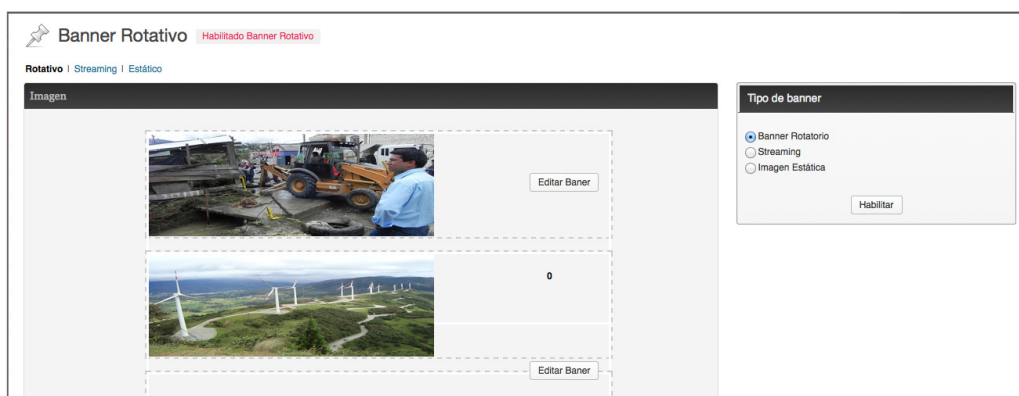 Banner Rotativo Habilitado Banner Rotativo
Rotativo | Streaming | Estático
Imagen
Editar Baner
0
Editar Baner
Tipo de banner
Banner Rotatorio
Streaming
Imagen Estática
Habilitar